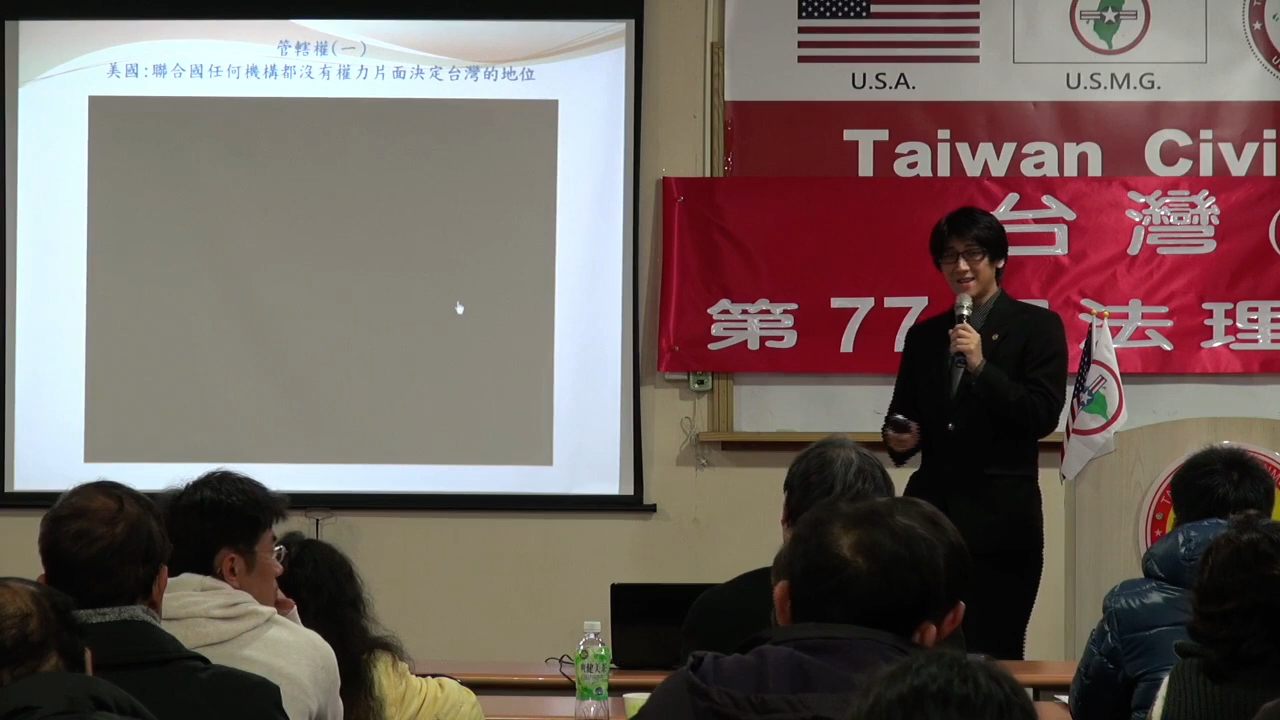 管轄權(一)
美國:聯合國任何機構都沒有權力片面決定台灣的地位
U.S.A.
U.S.M.G.
Taiwan Civi
台灣
第77
法理